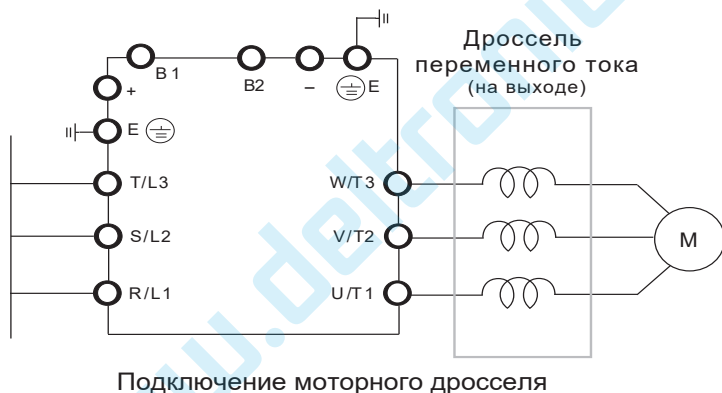 Дроссель
переменного тока
(на выходе)
B1
B2
–
E
+
E
T/L3
W/T3
S/L2
V/T2
M
R/L1
U/T1
Подключение моторного дросселя